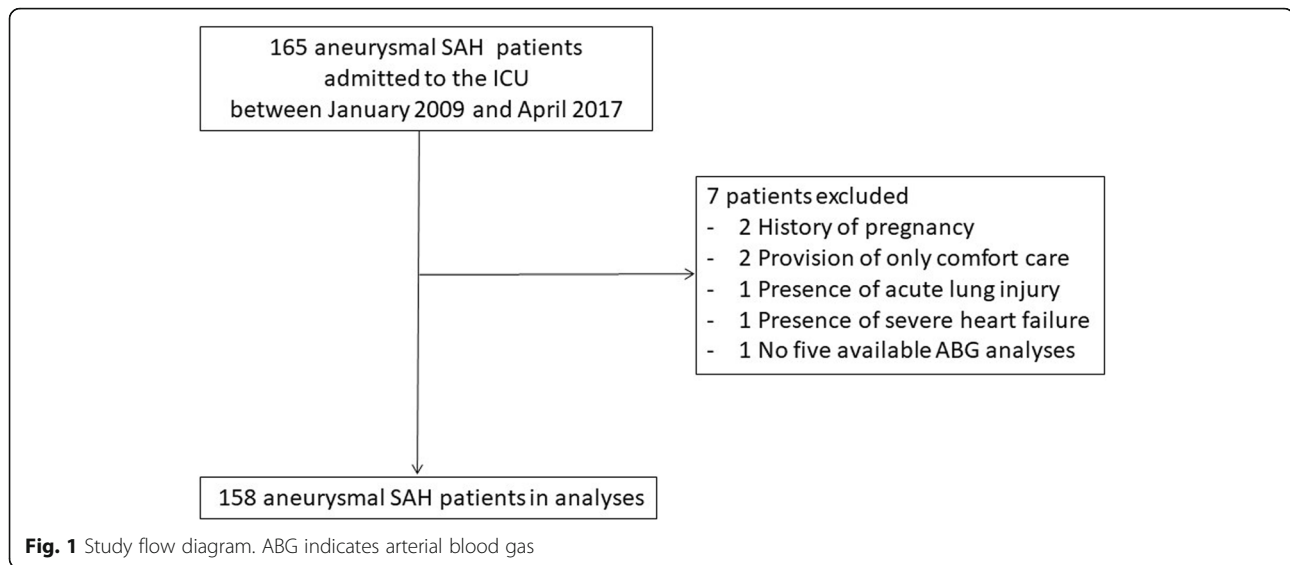 165 aneurysmal SAH patients
admitted to the ICU
between January 2009 and April 2017
7 patients excluded
- 2 History of pregnancy
- 2 Provision of only comfort care
- 1 Presence of acute lung injury
- 1 Presence of severe heart failure
- 1 No five available ABG analyses
158 aneurysmal SAH patients in analyses
Fig. 1 Study flow diagram. ABG indicates arterial blood gas